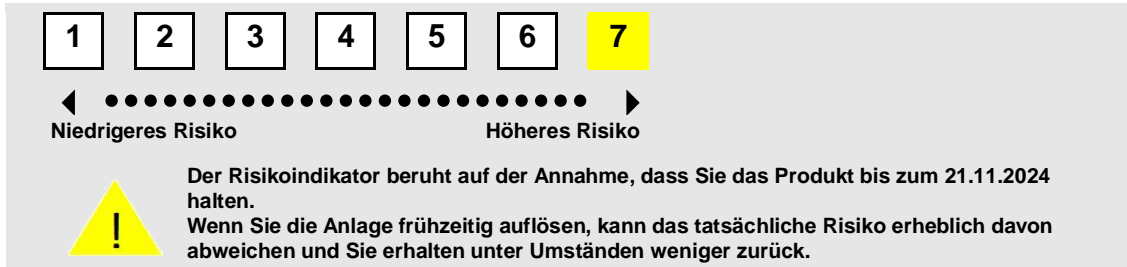 1 2 3 4 5 6 7
Niedrigeres Risiko Höheres Risiko
Der Risikoindikator beruht auf der Annahme, dass Sie das Produkt bis zum 21.11.2024
halten.
Wenn Sie die Anlage frühzeitig auflösen, kann das tatsächliche Risiko erheblich davon
abweichen und Sie erhalten unter Umständen weniger zurück.
!